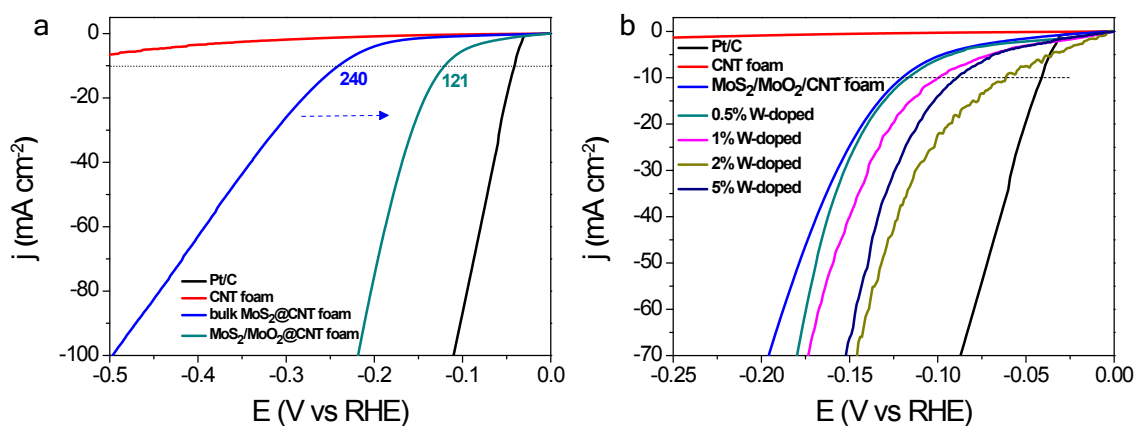 a
0
-20
-40
-60
-80
-100
j (mA cm-2)
240
121
Pt/C
CNT foam
bulk MoS2@CNT foam
MoS2/MoO2@CNT foam
-0.5
-0.4
-0.3
-0.2
-0.1
0.0
E (V vs RHE)
b
0
-10
-20
-30
-40
-50
-60
-70
j (mA cm-2)
Pt/C
CNT foam
MoS2/MoO2/CNT foam
0.5% W-doped
1% W-doped
2% W-doped
5% W-doped
-0.25
-0.20
-0.15
-0.10
-0.05
0.00
E (V vs RHE)